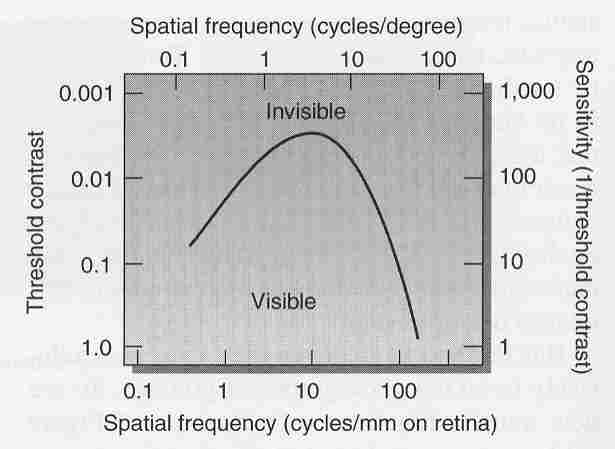 Spatial frequency (cycles/degree)
0.1 1 10 100
Threshold contrast
0.001
0.01
0.1
1.0
Invisible
Visible
1,000
100
10
1
Sensitivity (1/threshold contrast)
0.1 1 10 100
Spatial frequency (cycles/mm on retina)